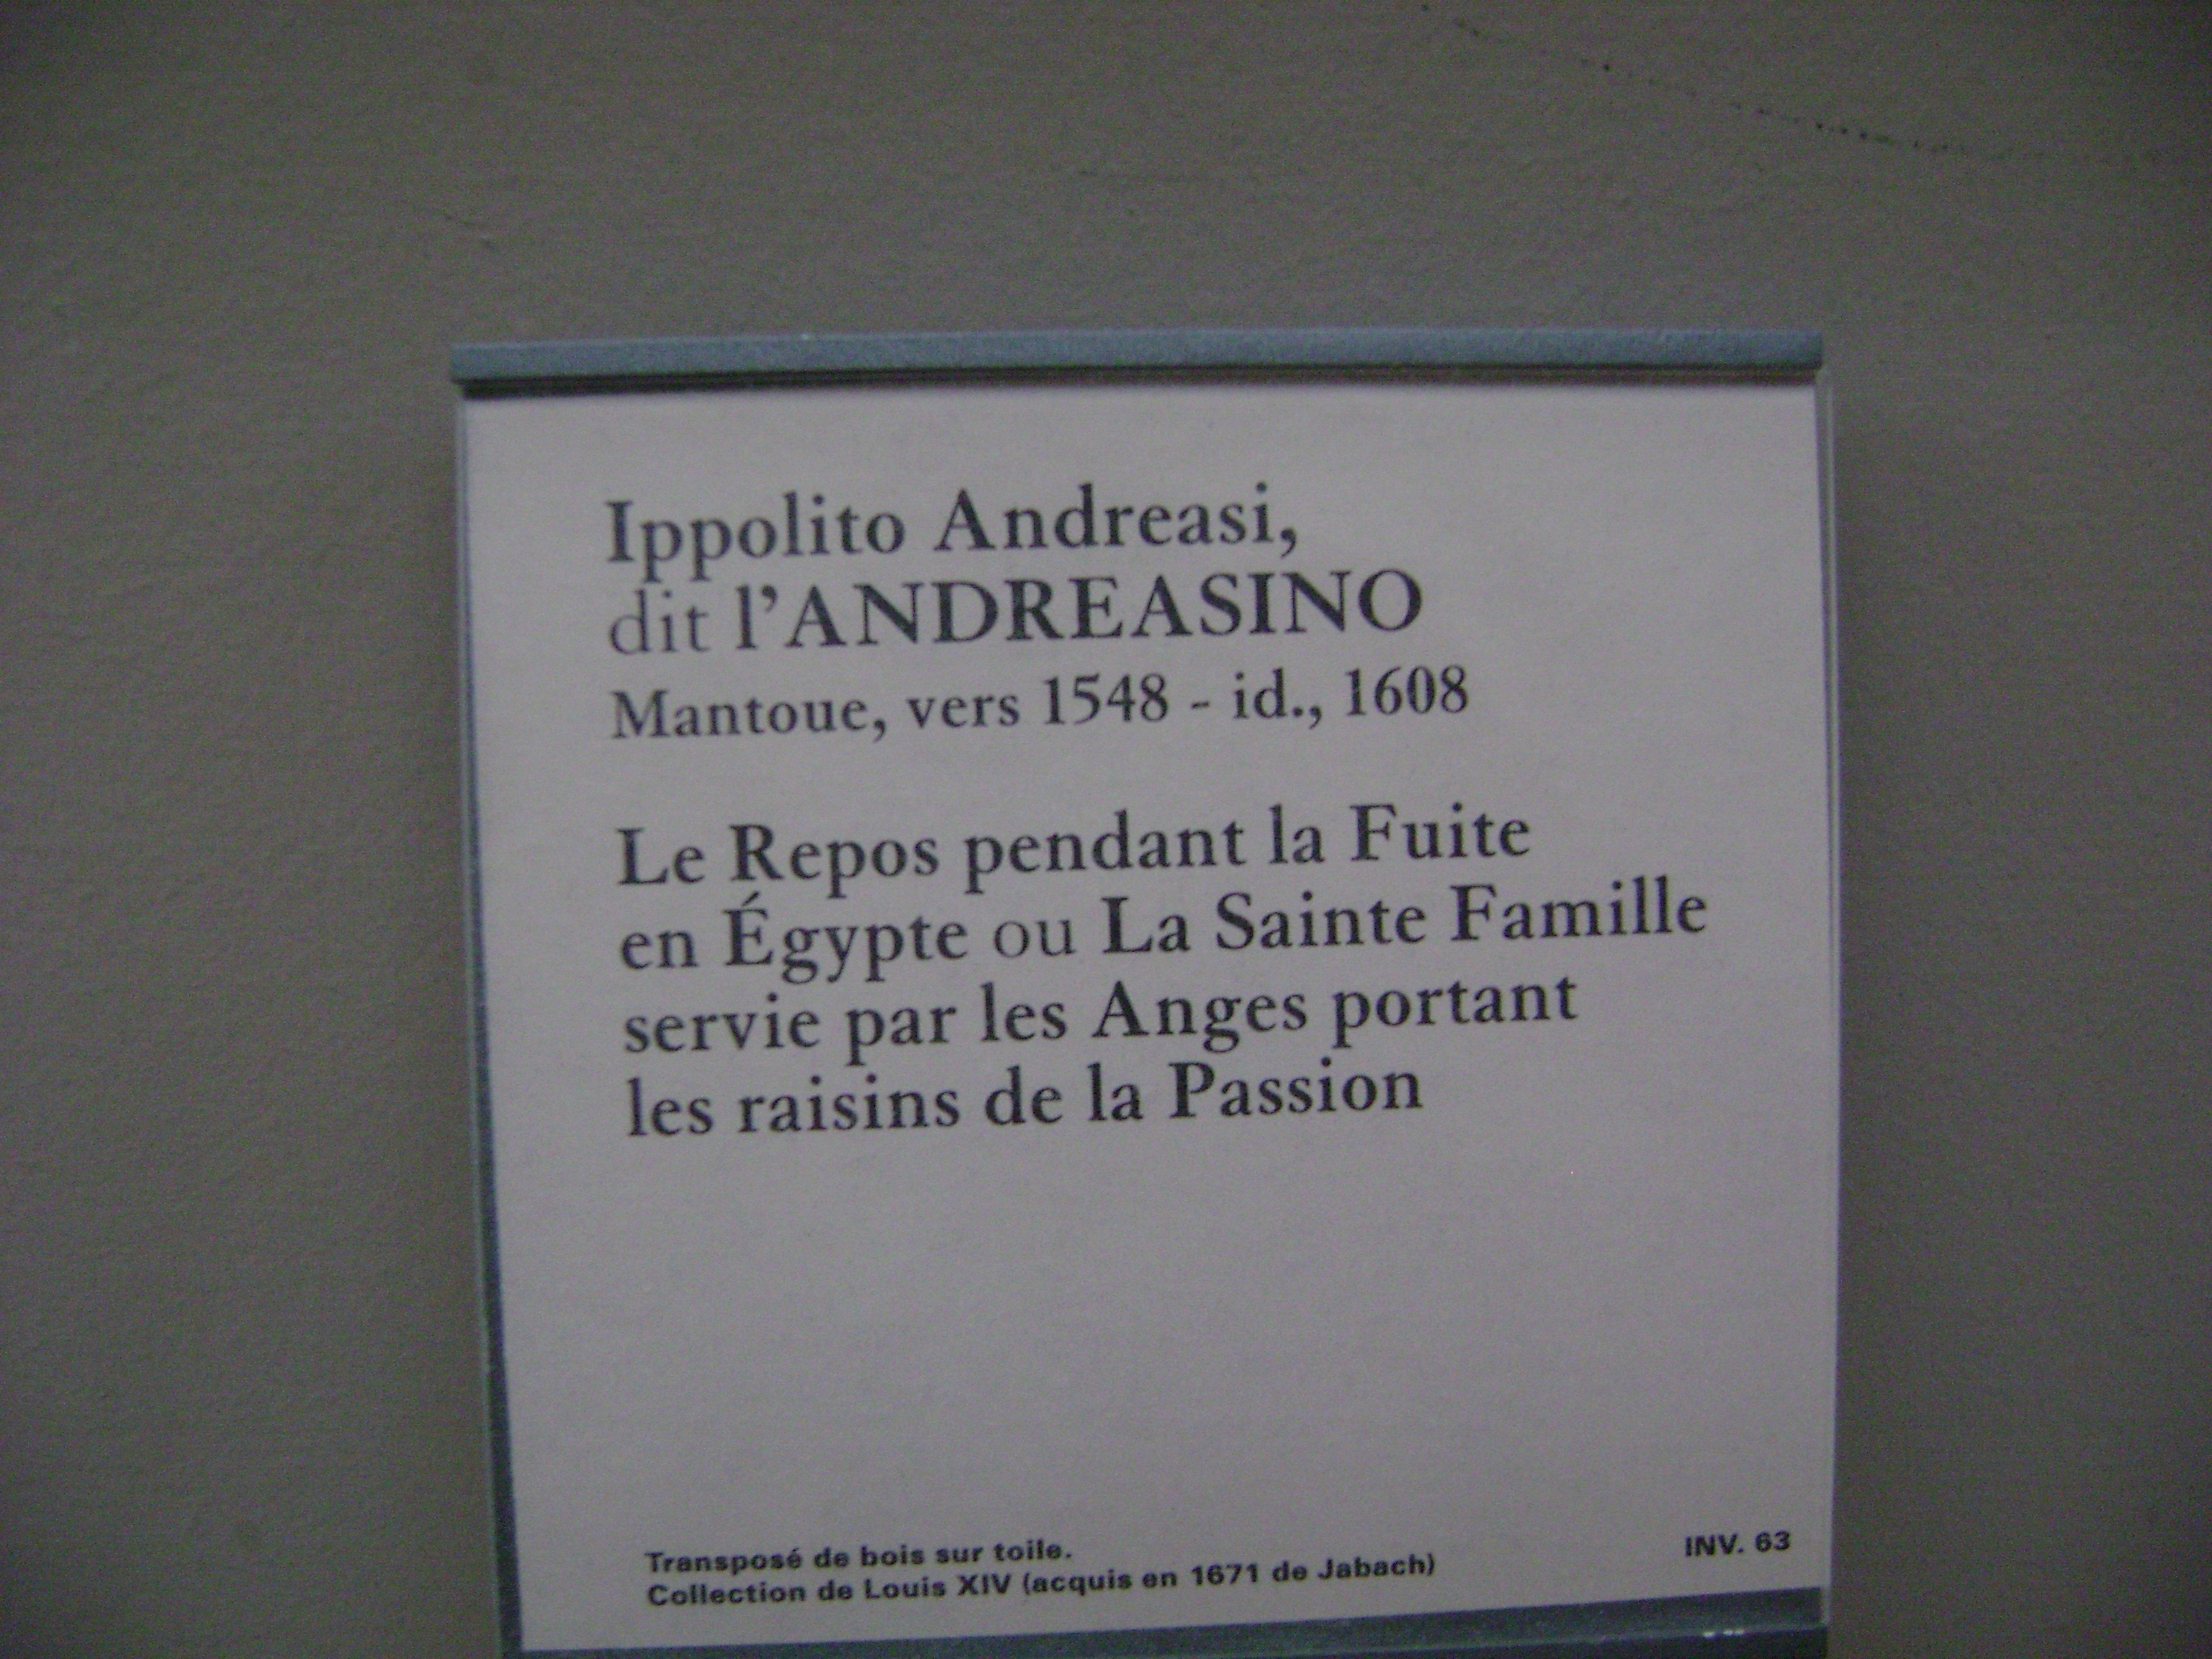 Ippolito Andreasi,
dit l'ANDREASINO
Mantoue, vers 1548 - id., 1608
Le Repos pendant la Fuite
en Égypte ou La Sainte Famille
servie par les Anges portant
les raisins de la Passion
Transposé de bois sur toile.
Collection de Louis XIV (acquis en 1671 de Jabach)
INV. 63